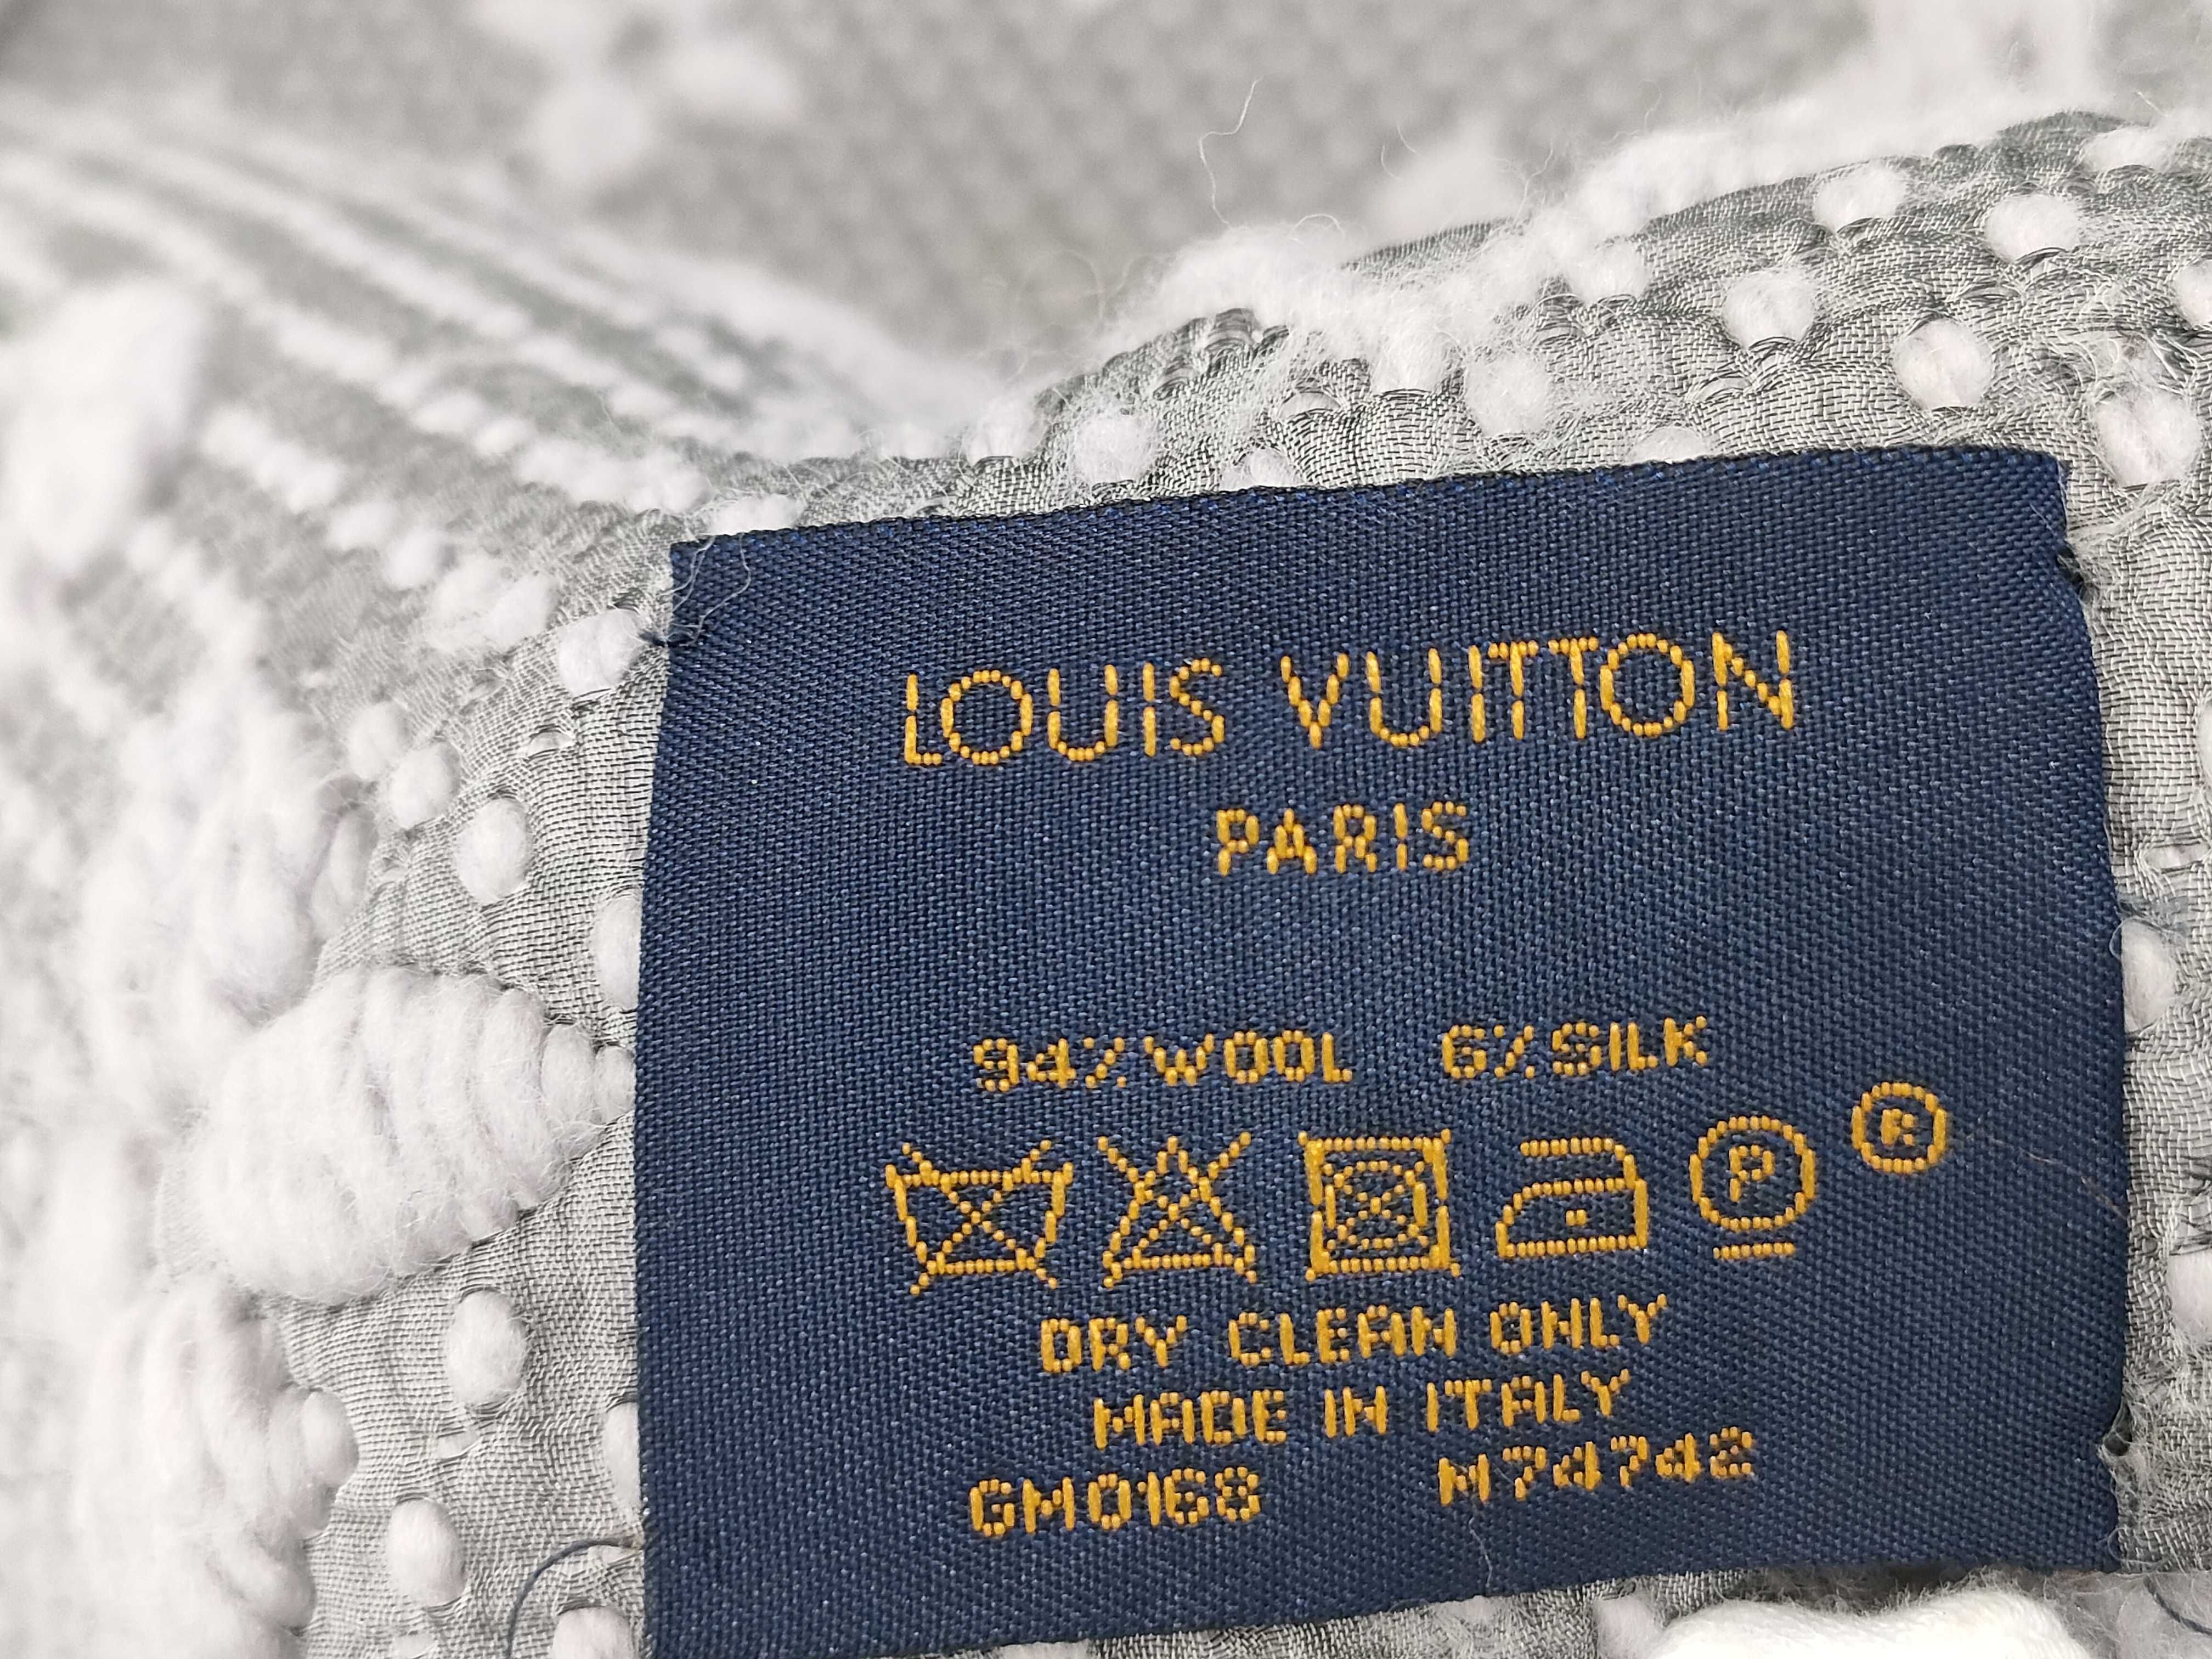 LOUIS VUITTON
PARIS
94% WOOL 6% SILK
P ®
DRY CLEAN ONLY
MADE IN ITALY
GM0168 M74742